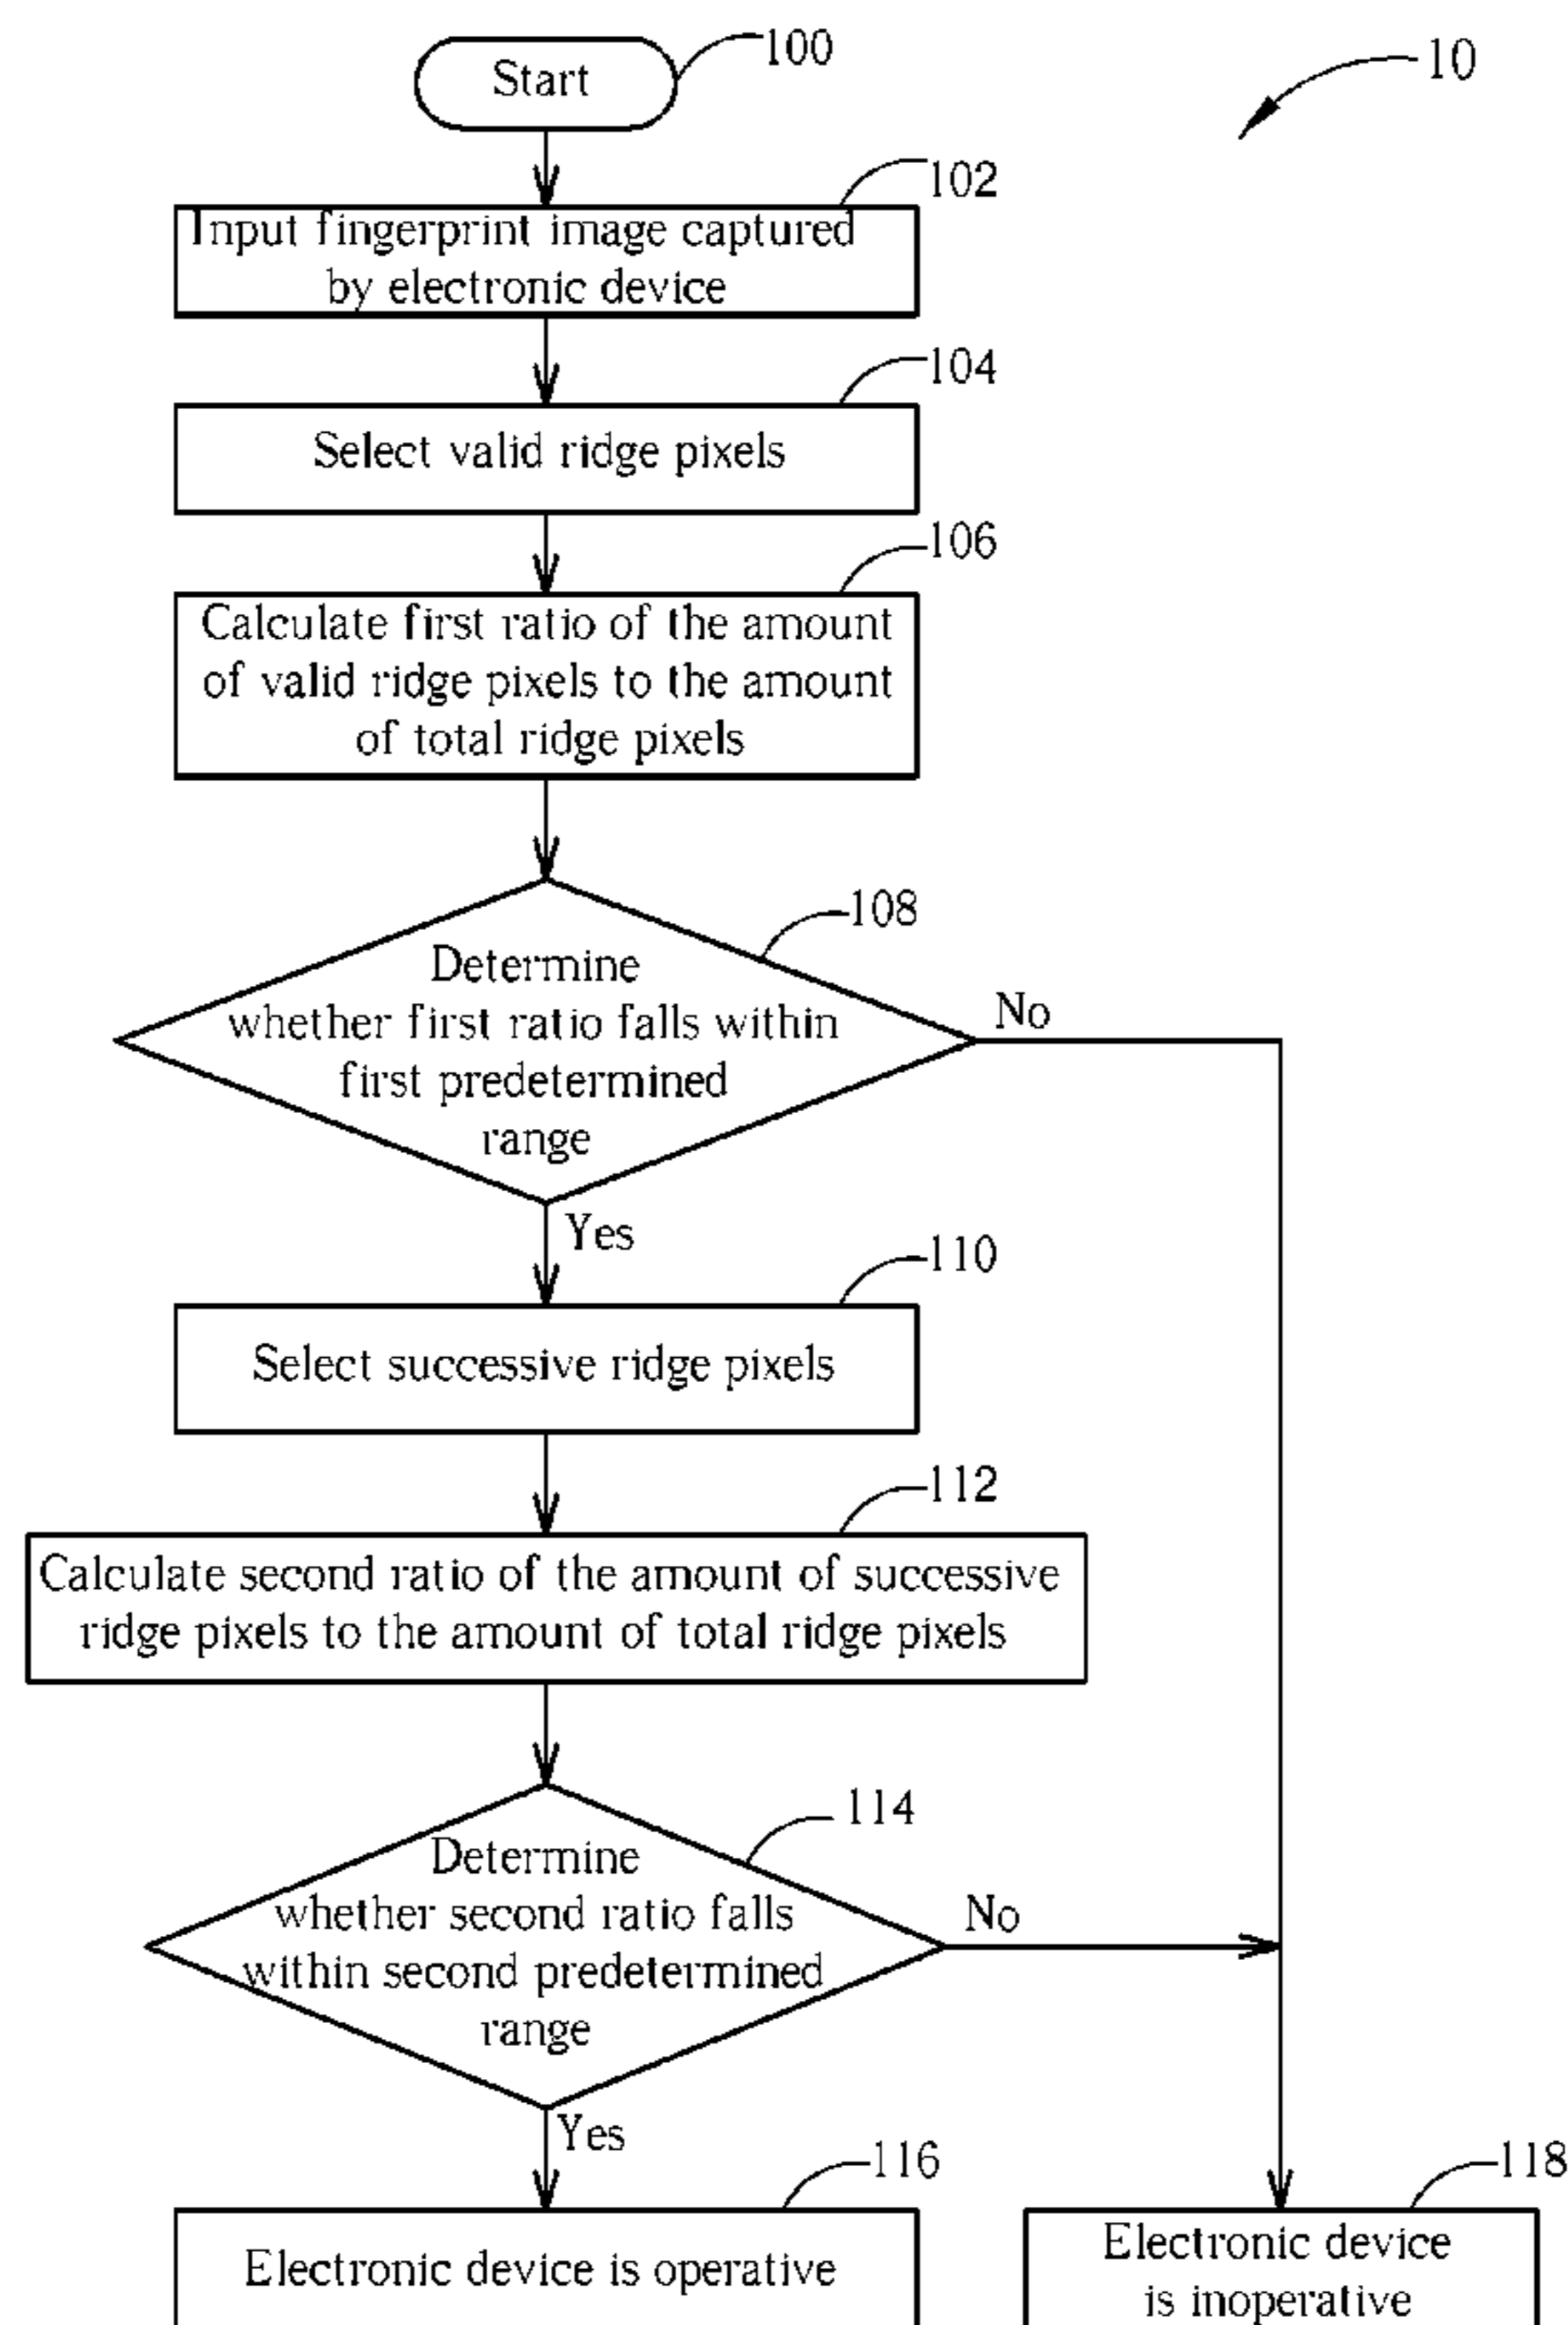 Start
100
10
102
Input fingerprint image captured
by electronic device
104
Select valid ridge pixels
106
Calculate first ratio of the amount
of valid ridge pixels to the amount
of total ridge pixels
108
Determine
whether first ratio falls within
first predetermined
range
No
Yes
110
Select successive ridge pixels
112
Calculate second ratio of the amount of successive
ridge pixels to the amount of total ridge pixels
114
Determine
whether second ratio falls
within second predetermined
range
No
Yes
116
Electronic device is operative
118
Electronic device
is inoperative